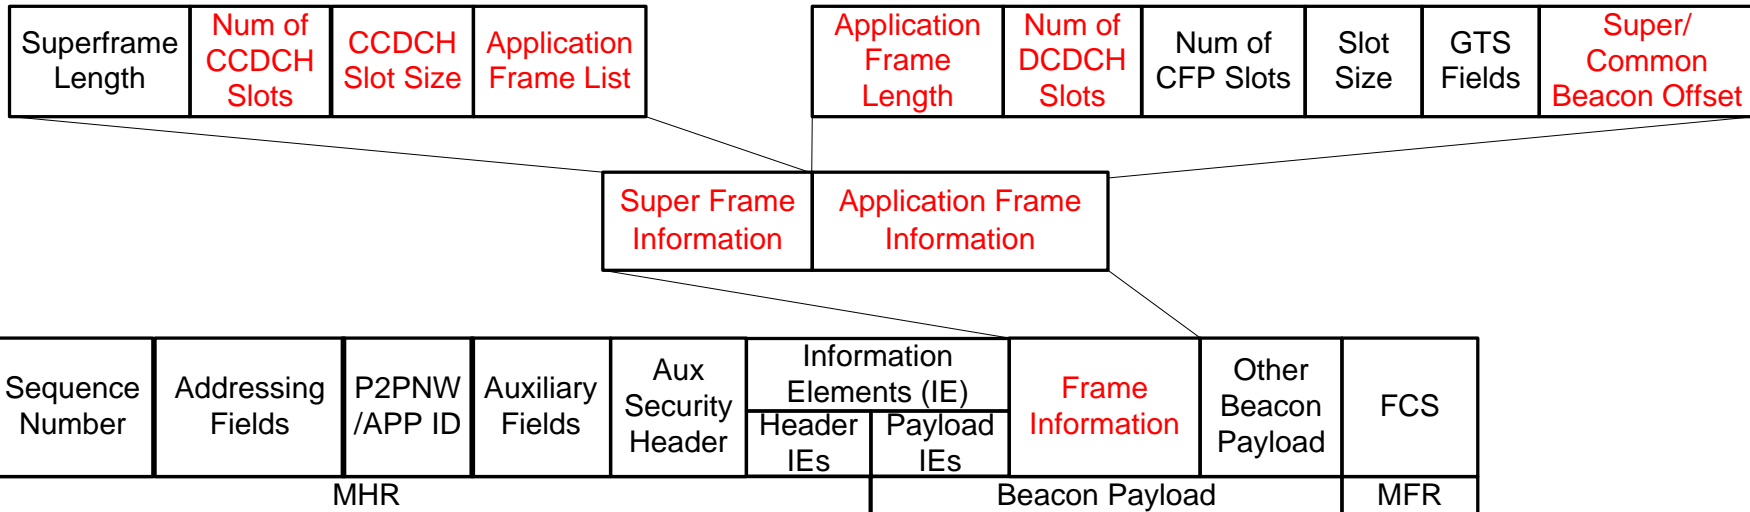 Superframe
Length
Num of
CCDCH
Slots
CCDCH
Slot Size
Application
Frame List
Application
Frame
Length
Num of
DCDCH
Slots
Num of
CFP Slots
Slot
Size
GTS
Fields
Super/
Common
Beacon Offset
Super Frame
Information
Application Frame
Information
Sequence
Number
Addressing
Fields
P2PNW
/APP ID
Auxiliary
Fields
Aux
Security
Header
Information
Elements (IE)
Header
IEs
Payload
IEs
Frame
Information
Other
Beacon
Payload
FCS
MHR
Beacon Payload
MFR